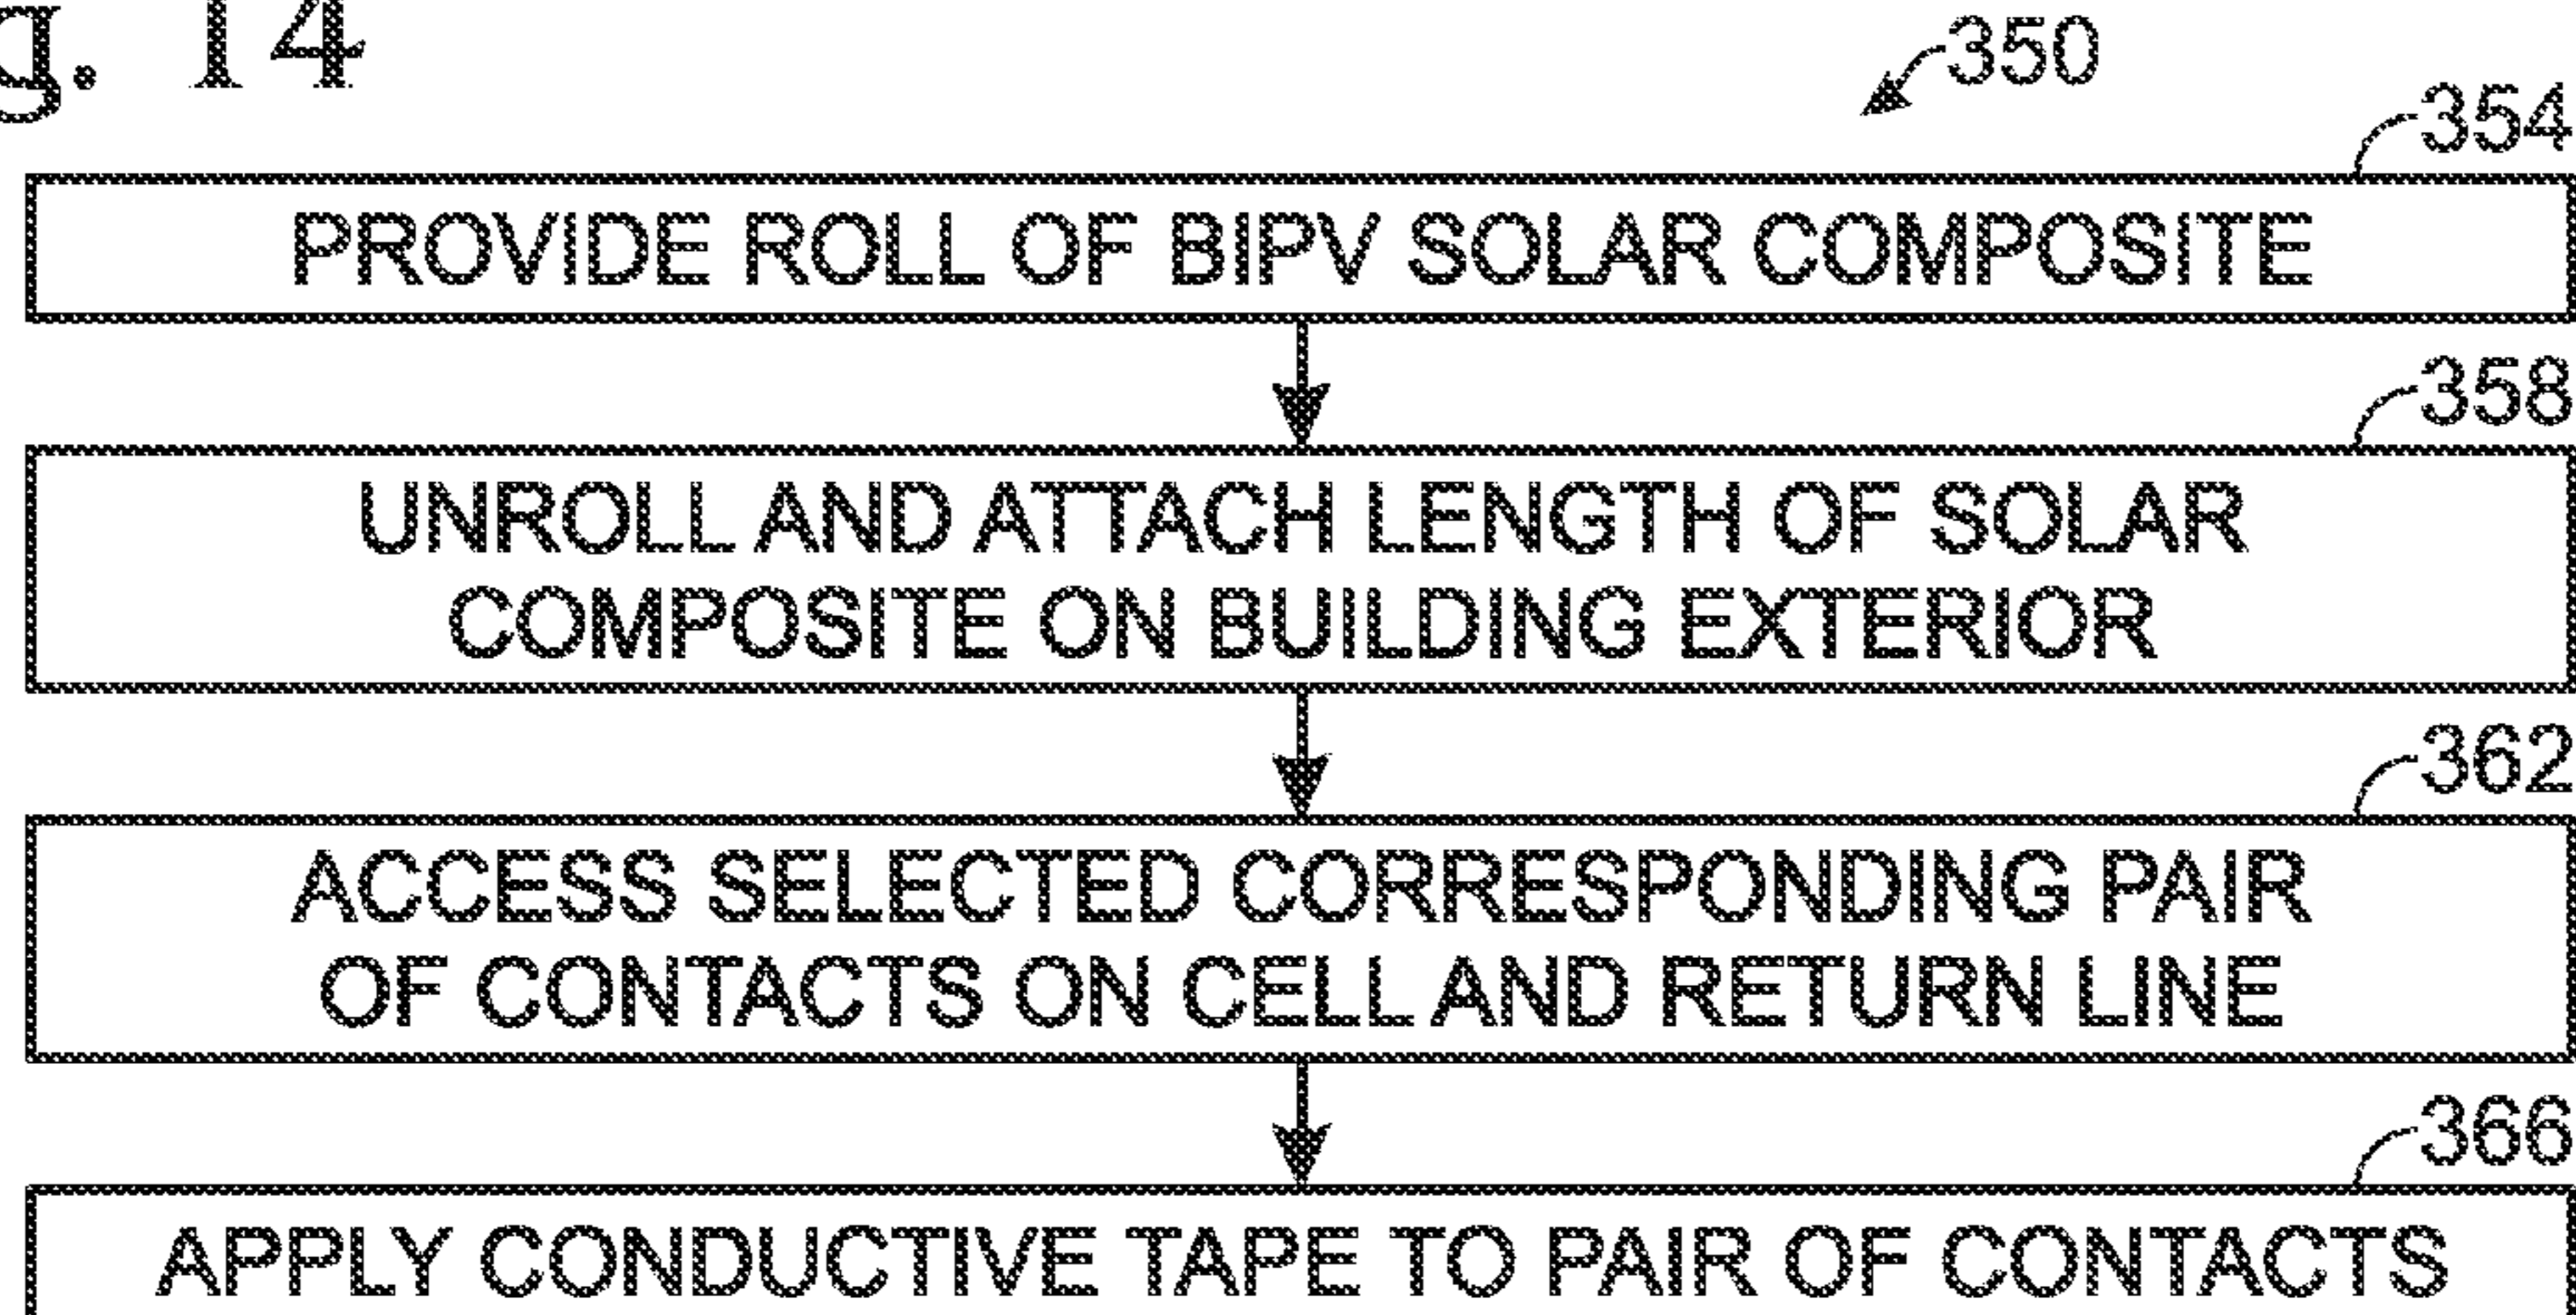 g. 14
350
354
PROVIDE ROLL OF BIPV SOLAR COMPOSITE
358
UNROLL AND ATTACH LENGTH OF SOLAR
COMPOSITE ON BUILDING EXTERIOR
362
ACCESS SELECTED CORRESPONDING PAIR
OF CONTACTS ON CELL AND RETURN LINE
366
APPLY CONDUCTIVE TAPE TO PAIR OF CONTACTS